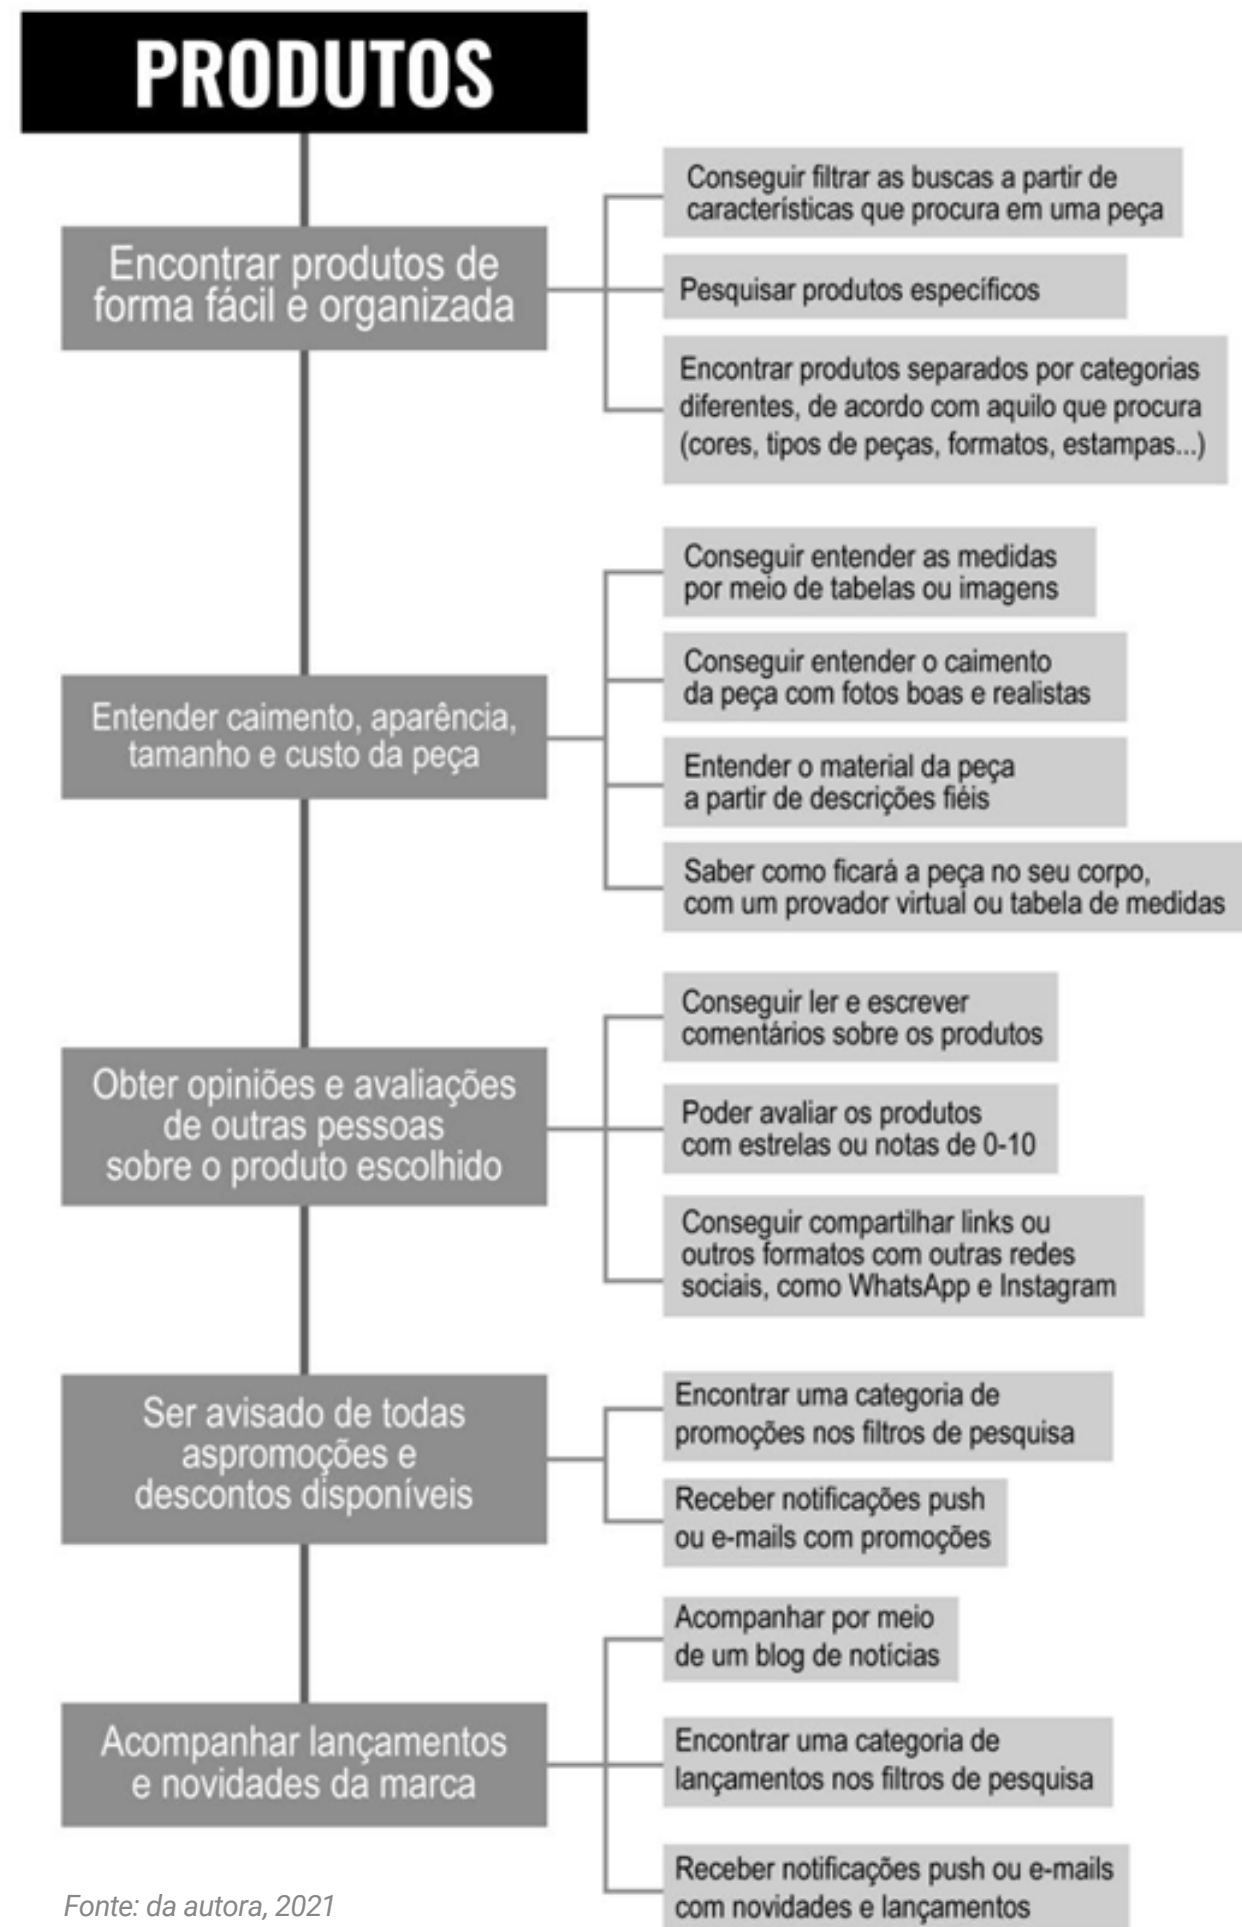 PRODUTOS
Encontrar produtos de
forma fácil e organizada
Conseguir filtrar as buscas a partir de
características que procura em uma peça
Pesquisar produtos específicos
Encontrar produtos separados por categorias
diferentes, de acordo com aquilo que procura
(cores, tipos de peças, formatos, estampas...)
Entender caimento, aparência,
tamanho e custo da peça
Conseguir entender as medidas
por meio de tabelas ou imagens
Conseguir entender o caimento
da peça com fotos boas e realistas
Entender o material da peça
a partir de descrições fiéis
Saber como ficará a peça no seu corpo,
com um provador virtual ou tabela de medidas
Obter opiniões e avaliações
de outras pessoas
sobre o produto escolhido
Conseguir ler e escrever
comentários sobre os produtos
Poder avaliar os produtos
com estrelas ou notas de 0-10
Conseguir compartilhar links ou
outros formatos com outras redes
sociais, como WhatsApp e Instagram
Ser avisado de todas
aspromoções e
descontos disponíveis
Encontrar uma categoria de
promoções nos filtros de pesquisa
Receber notificações push
ou e-mails com promoções
Acompanhar lançamentos
e novidades da marca
Acompanhar por meio
de um blog de notícias
Encontrar uma categoria de
lançamentos nos filtros de pesquisa
Receber notificações push ou e-mails
com novidades e lançamentos
Fonte: da autora, 2021